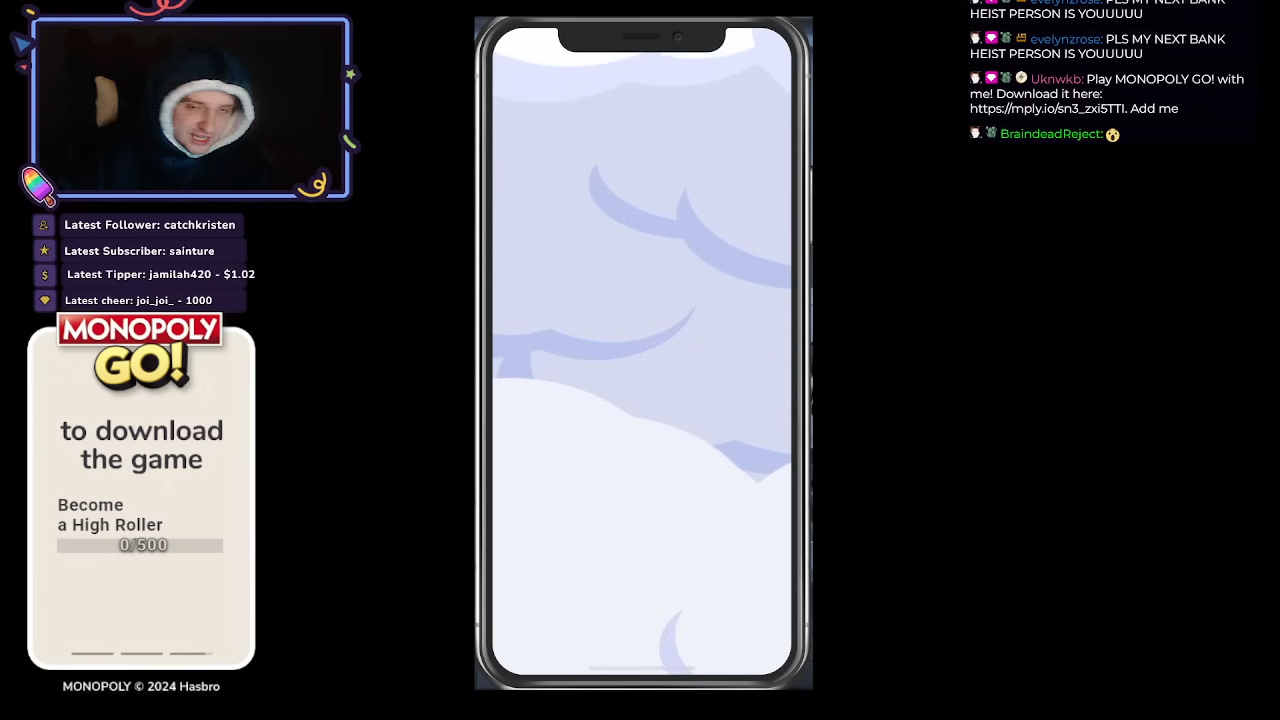 Latest Follower: catchkristen
Latest Subscriber: sainture
$ Latest Tipper: jamilah420 - $1.02
Latest cheer: joi_joi_ - 1000
MONOPOLY
GO!
to download
the game
Become
a High Roller
0/500
MONOPOLY © 2024 Hasbro
evelynzrose: PLS MY NEXT BANK
HEIST PERSON IS YOUUUUU
evelynzrose: PLS MY NEXT BANK
HEIST PERSON IS YOUUUUU
Uknwkb: Play MONOPOLY GO! with
me! Download it here:
https://mply.io/sn3_zxi5TTI. Add me
BraindeadReject: